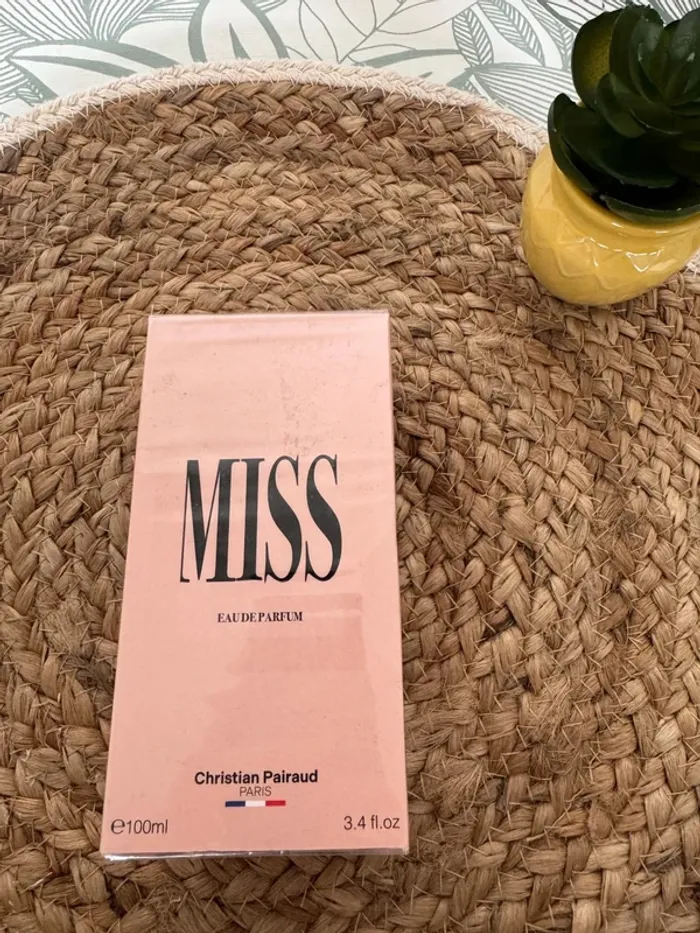 MISS
EAU DE PARFUM
Christian Pairaud
PARIS
℮100ml
3.4 fl.oz